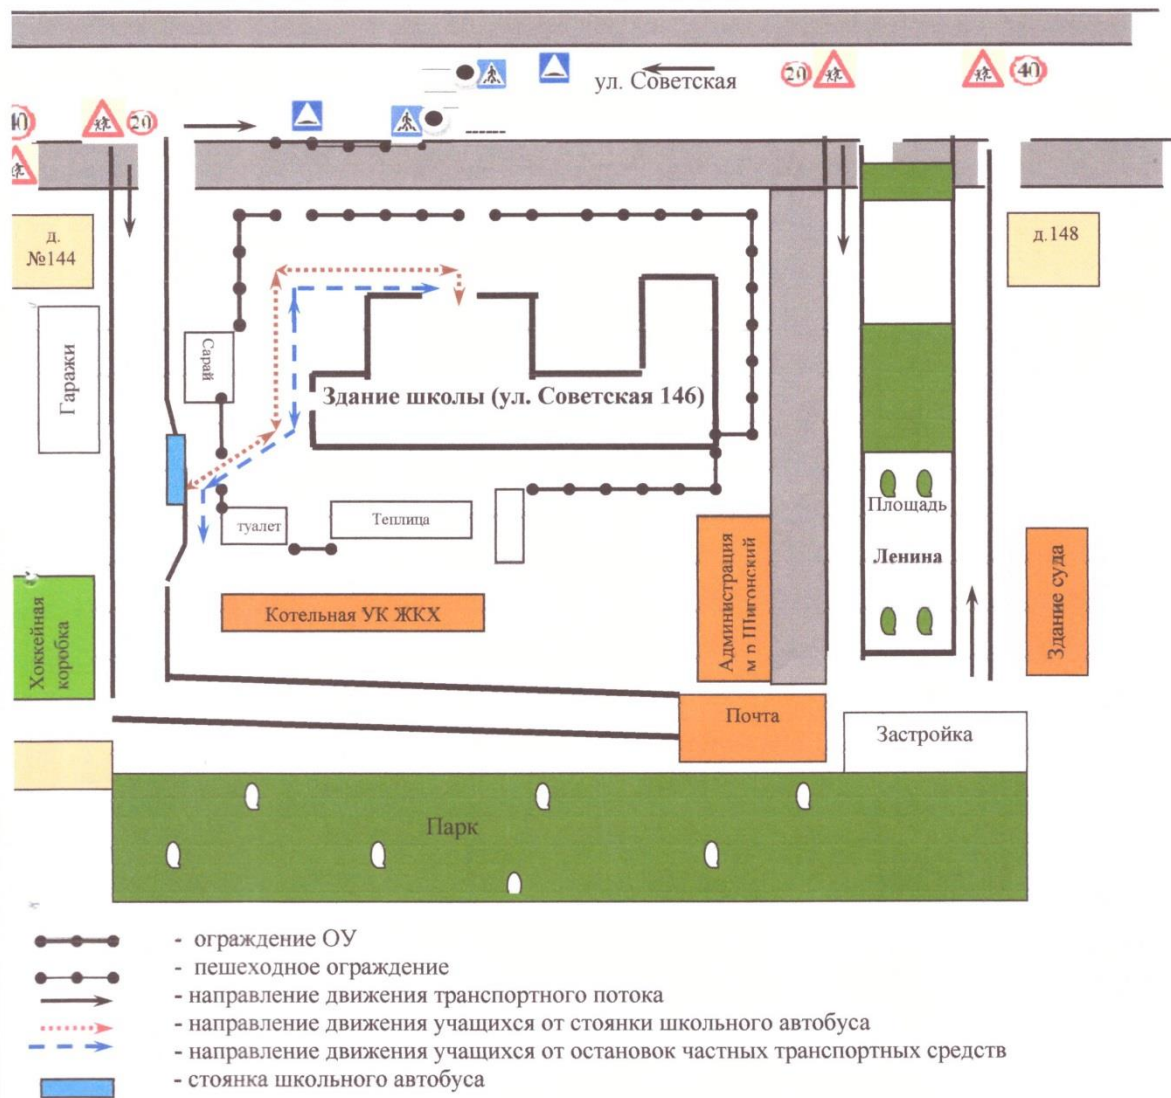 ул. Советская
20
40
40
20
д.
№144
д.148
Гаражи
Сарай
Здание школы (ул. Советская 146)
туалет
Теплица
Площадь
Ленина
Хоккейная
коробка
Котельная УК ЖКХ
Администрация
м п Шигонский
Здание суда
Почта
Застройка
Парк
- ограждение ОУ
- пешеходное ограждение
- направление движения транспортного потока
- направление движения учащихся от стоянки школьного автобуса
- направление движения учащихся от остановок частных транспортных средств
- стоянка школьного автобуса